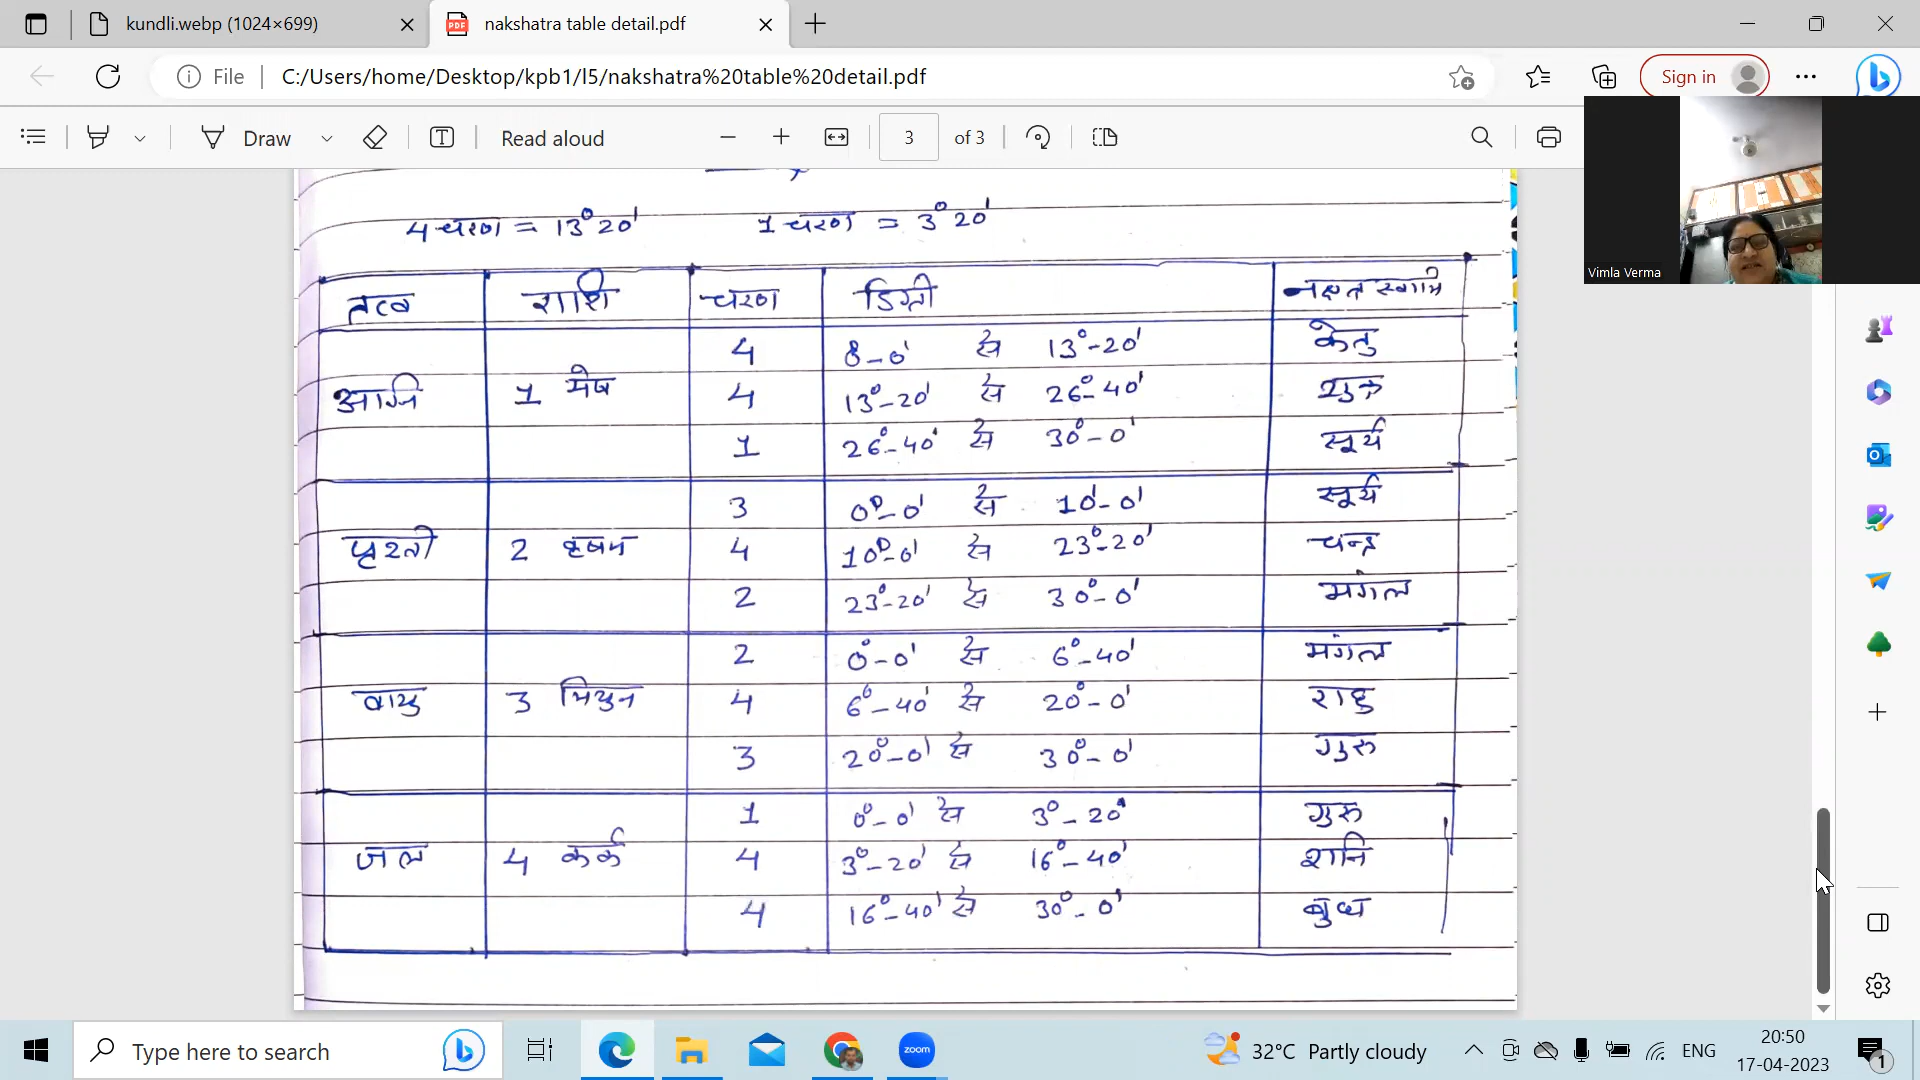 kundli.webp (1024×699)
nakshatra table detail.pdf
File
C:/Users/home/Desktop/kpb1/l5/nakshatra%20table%20detail.pdf
Sign in
Draw
Read aloud
3 of 3
Vimla Verma
4 चरण = 13° 20' 1 चरण = 3° 20'
तत्व राशि चरण डिग्री नक्षत्र स्वामि
4 8-0' से 13°-20' केतु
अग्नि 1 मेष 4 13°-20' से 26°-40' शुक्र
1 26°-40' से 30°-0' सूर्य
3 0°-0' से 10'-0' सूर्य
पृथ्वी 2 वृषभ 4 10°-0' से 23°-20' चन्द्र
2 23°-20' से 30°-0' मंगल
2 0°-0' से 6°-40' मंगल
वायु 3 मिथुन 4 6°-40' से 20°-0' राहु
3 20°-0' से 30°-0' गुरु
1 0°-0' से 3°-20' गुरु
जल 4 कर्क 4 3°-20' से 16°-40' शनि
4 16°-40' से 30°-0' बुध
Type here to search
zoom
32°C Partly cloudy
ENG
20:50
17-04-2023
1